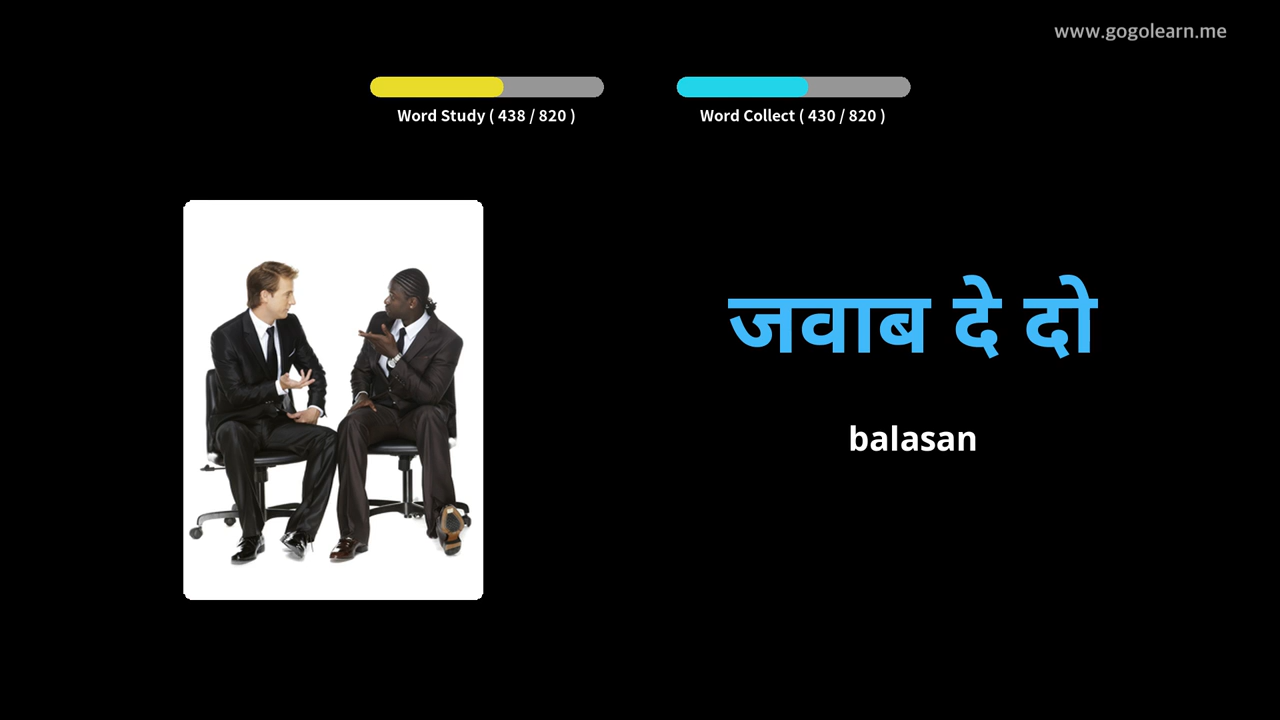 www.gogolearn.me
Word Study ( 438 / 820 )
Word Collect ( 430 / 820 )
जवाब दे दो
balasan